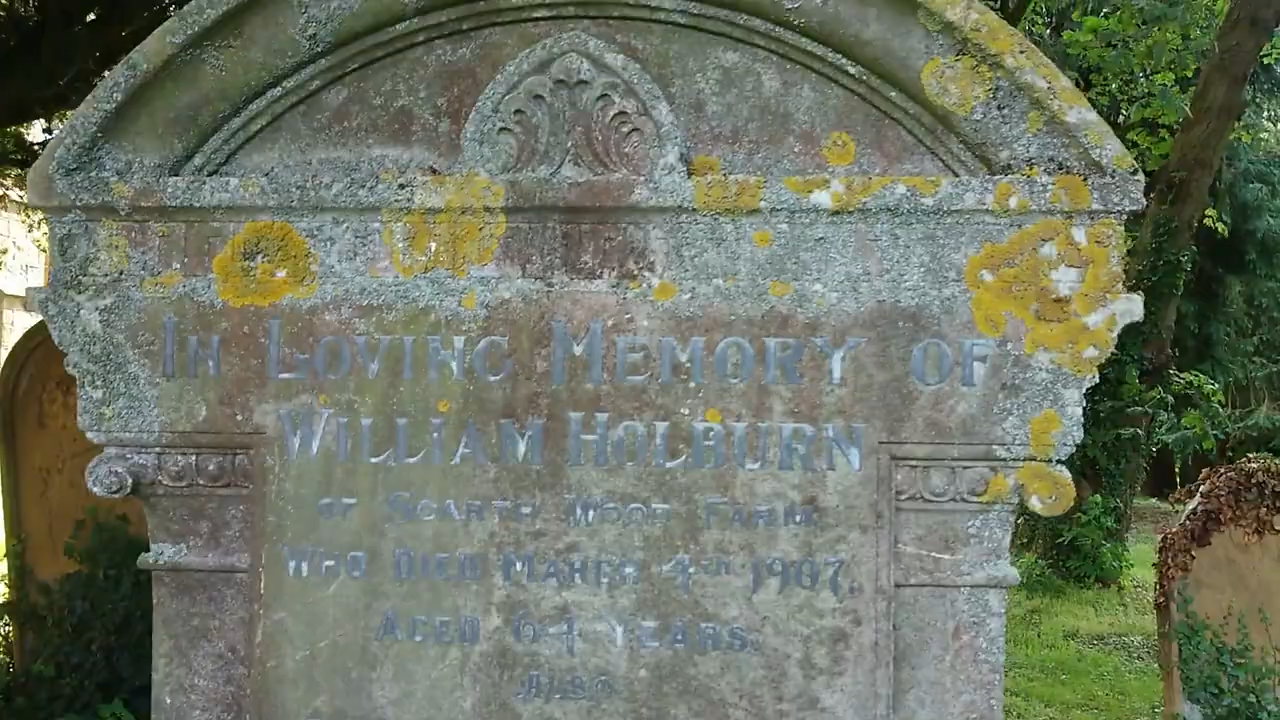 In Loving Memory of
William Holburn
of Scarth Wood Farm
Who Died March 4th 1907
Aged 64 Years.
Also